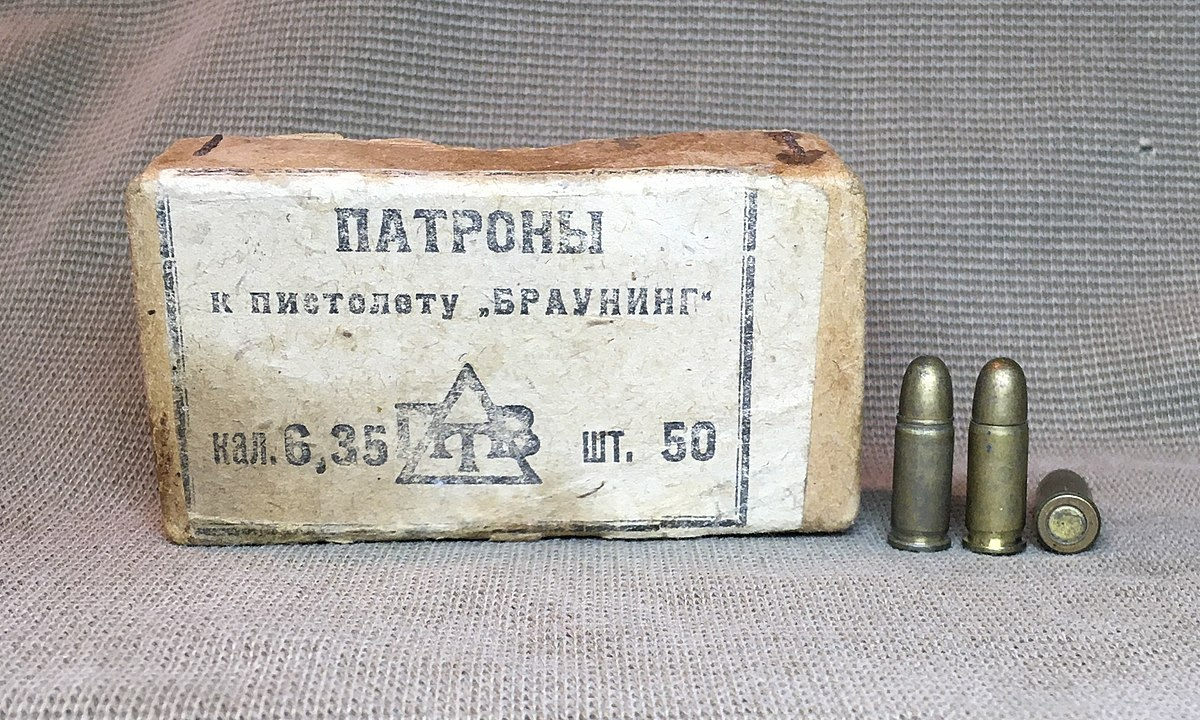 ПАТРОНЫ
к пистолету „БРАУНИНГ“
кал. 6,35 шт. 50